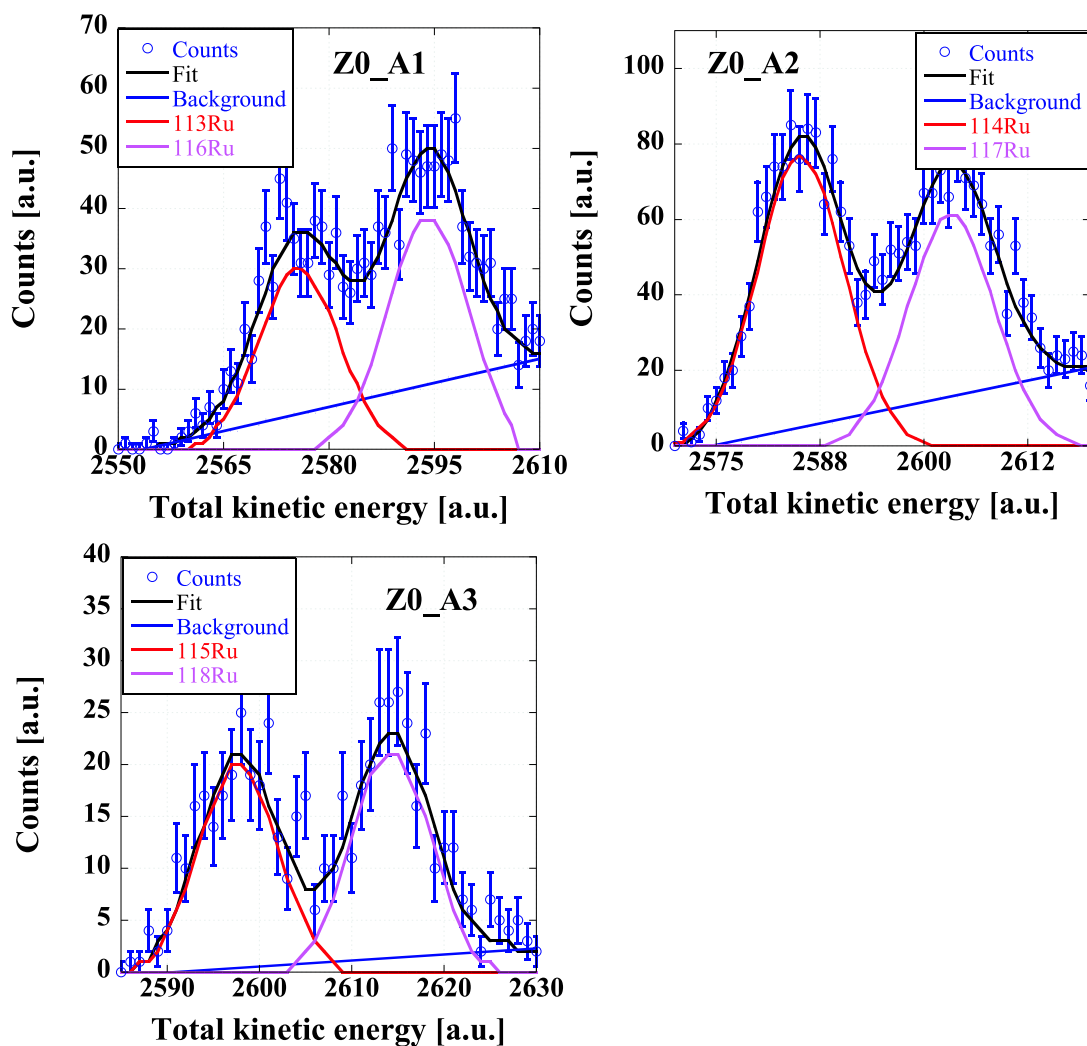 70
60
50
40
30
20
10
0
Counts [a.u.]
Counts
Fit
Background
113Ru
116Ru
Z0_A1
2550
2565
2580
2595
2610
Total kinetic energy [a.u.]
100
80
60
40
20
0
Counts [a.u.]
Z0_A2
Counts
Fit
Background
114Ru
117Ru
2575
2588
2600
2612
Total kinetic energy [a.u.]
40
35
30
25
20
15
10
5
0
Counts [a.u.]
Counts
Fit
Background
115Ru
118Ru
Z0_A3
2590
2600
2610
2620
2630
Total kinetic energy [a.u.]